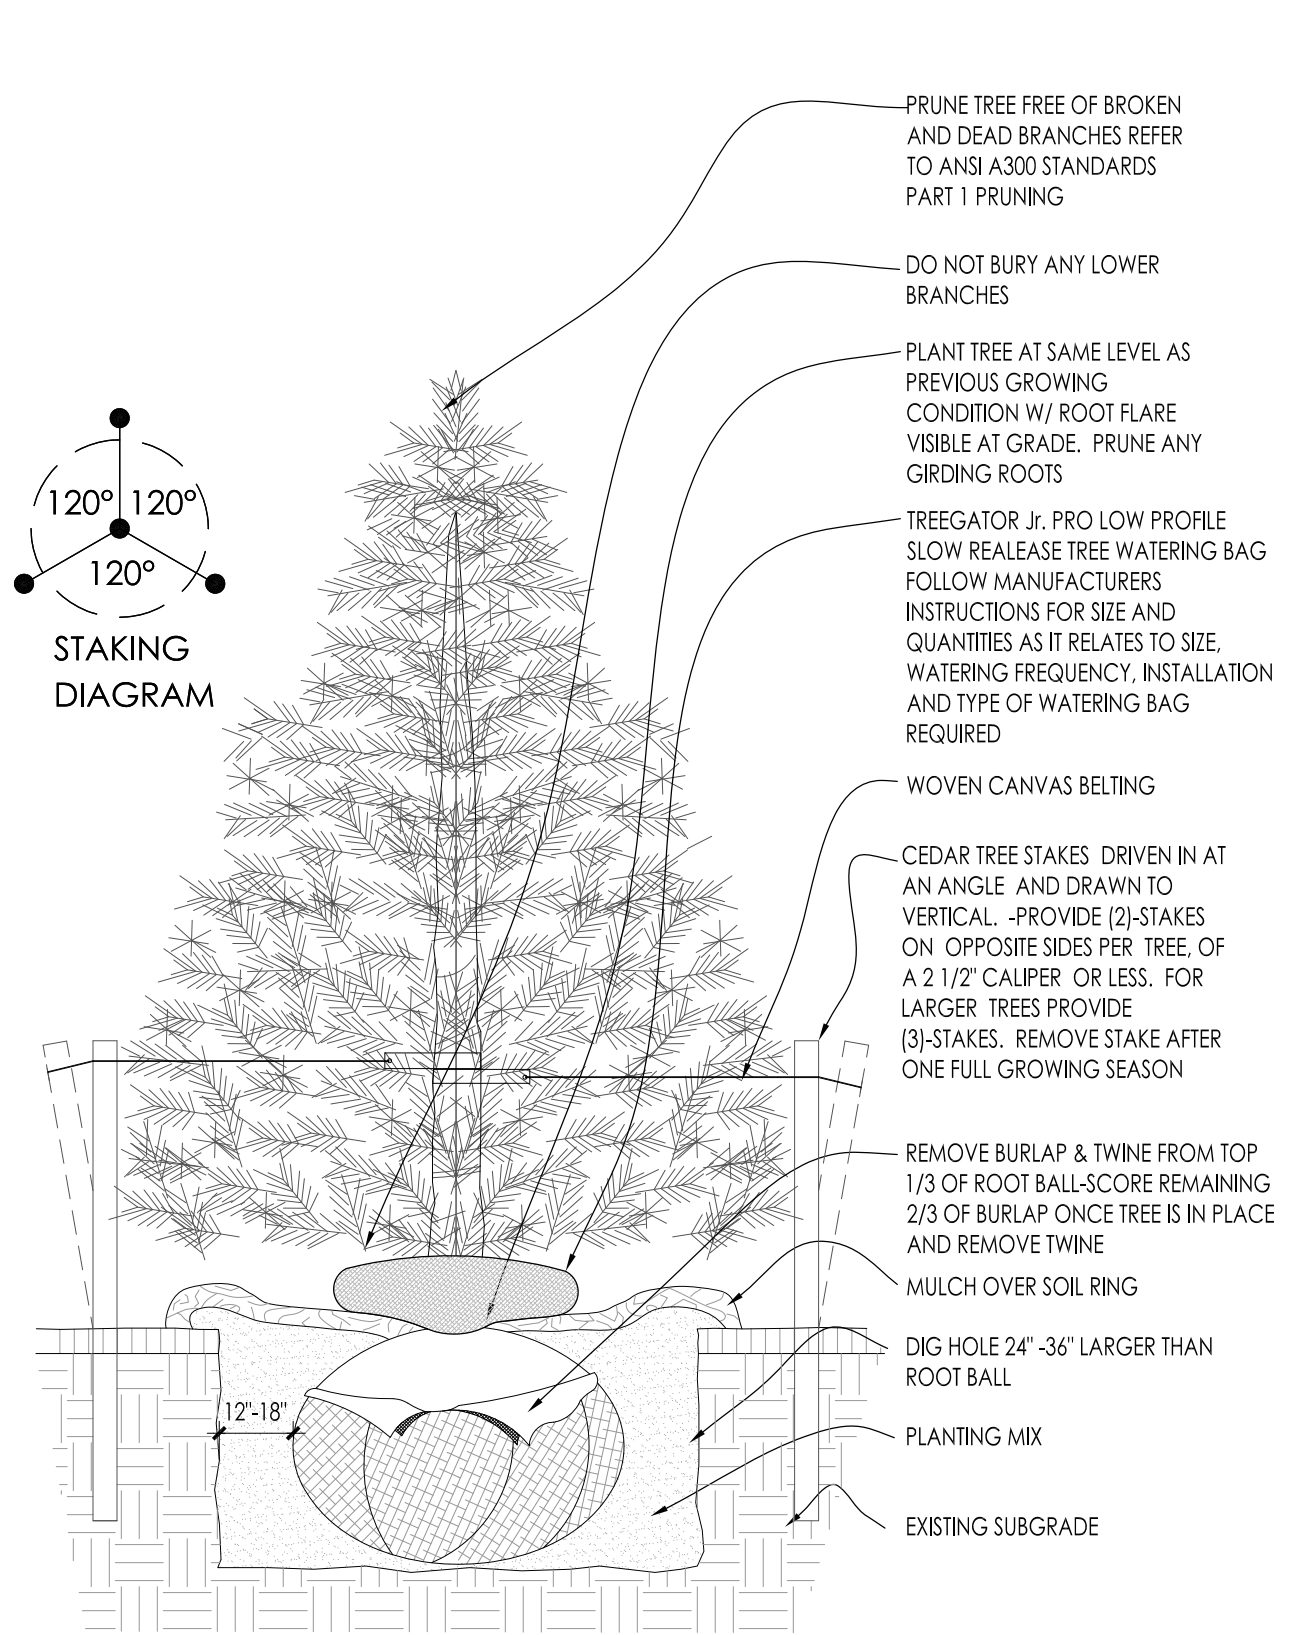 PRUNE TREE FREE OF BROKEN
AND DEAD BRANCHES REFER
TO ANSI A300 STANDARDS
PART 1 PRUNING
DO NOT BURY ANY LOWER
BRANCHES
PLANT TREE AT SAME LEVEL AS
PREVIOUS GROWING
CONDITION W/ ROOT FLARE
VISIBLE AT GRADE. PRUNE ANY
GIRDING ROOTS
TREEGATOR Jr. PRO LOW PROFILE
SLOW REALEASE TREE WATERING BAG
FOLLOW MANUFACTURERS
INSTRUCTIONS FOR SIZE AND
QUANTITIES AS IT RELATES TO SIZE,
WATERING FREQUENCY, INSTALLATION
AND TYPE OF WATERING BAG
REQUIRED
WOVEN CANVAS BELTING
CEDAR TREE STAKES DRIVEN IN AT
AN ANGLE AND DRAWN TO
VERTICAL. -PROVIDE (2)-STAKES
ON OPPOSITE SIDES PER TREE, OF
A 2 1/2" CALIPER OR LESS. FOR
LARGER TREES PROVIDE
(3)-STAKES. REMOVE STAKE AFTER
ONE FULL GROWING SEASON
REMOVE BURLAP & TWINE FROM TOP
1/3 OF ROOT BALL-SCORE REMAINING
2/3 OF BURLAP ONCE TREE IS IN PLACE
AND REMOVE TWINE
MULCH OVER SOIL RING
DIG HOLE 24" -36" LARGER THAN
ROOT BALL
PLANTING MIX
EXISTING SUBGRADE
120° 120°
120°
STAKING
DIAGRAM
12"-18"